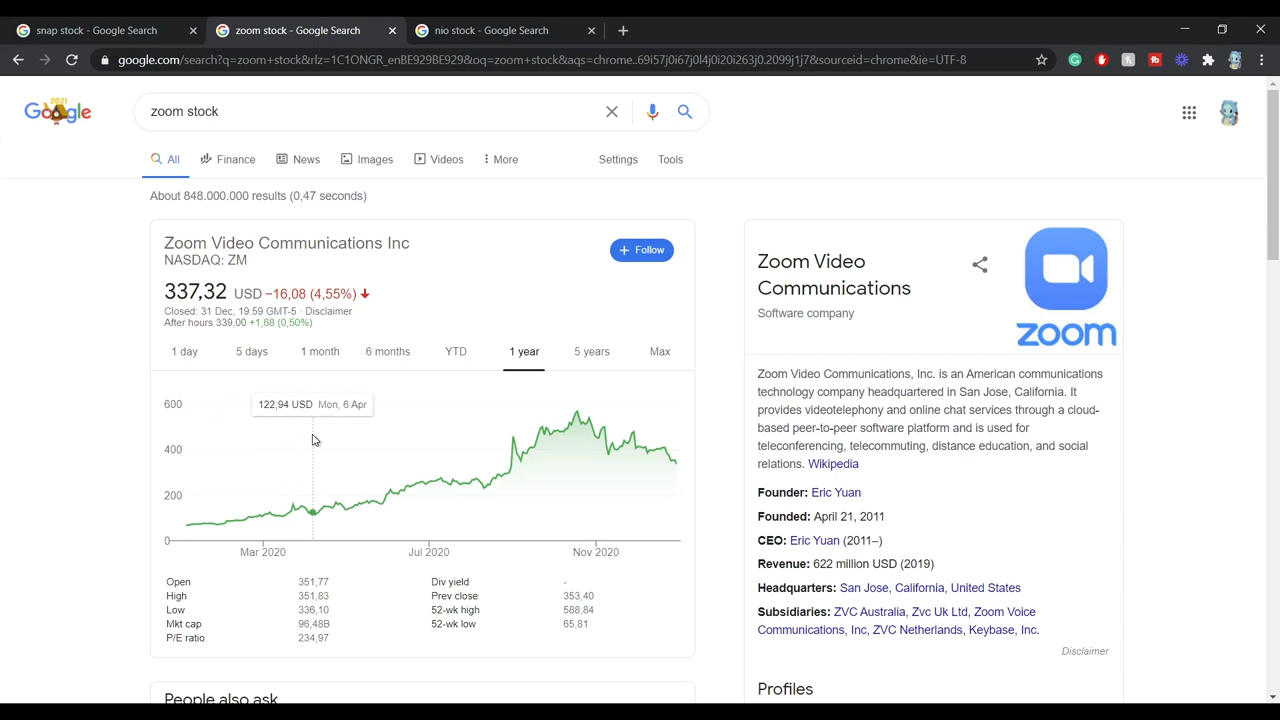 snap stock - Google Search
zoom stock - Google Search
nio stock - Google Search
google.com/search?q=zoom+stock&rlz=1C1ONGR_enBE929BE929&oq=zoom+stock&aqs=chrome..69i57j0i67j0l4j0i20i263j0.2099j1j7&sourceid=chrome&ie=UTF-8
Google
2021
zoom stock
All Finance News Images Videos More Settings Tools
About 848.000.000 results (0,47 seconds)
Zoom Video Communications Inc
NASDAQ: ZM
Follow
337,32 USD −16,08 (4,55%)
Closed: 31 Dec, 19:59 GMT-5 · Disclaimer
After hours 339,00 +1,68 (0,50%)
1 day 5 days 1 month 6 months YTD 1 year 5 years Max
122,94 USD Mon, 6 Apr
600
400
200
0
Mar 2020 Jul 2020 Nov 2020
Open 351,77 Div yield -
High 351,83 Prev close 353,40
Low 336,10 52-wk high 588,84
Mkt cap 96,48B 52-wk low 65,81
P/E ratio 234,97
People also ask
Zoom Video
Communications
Software company
zoom
Zoom Video Communications, Inc. is an American communications
technology company headquartered in San Jose, California. It
provides videotelephony and online chat services through a cloud-
based peer-to-peer software platform and is used for
teleconferencing, telecommuting, distance education, and social
relations. Wikipedia
Founder: Eric Yuan
Founded: April 21, 2011
CEO: Eric Yuan (2011–)
Revenue: 622 million USD (2019)
Headquarters: San Jose, California, United States
Subsidiaries: ZVC Australia, Zvc Uk Ltd, Zoom Voice
Communications, Inc, ZVC Netherlands, Keybase, Inc.
Disclaimer
Profiles